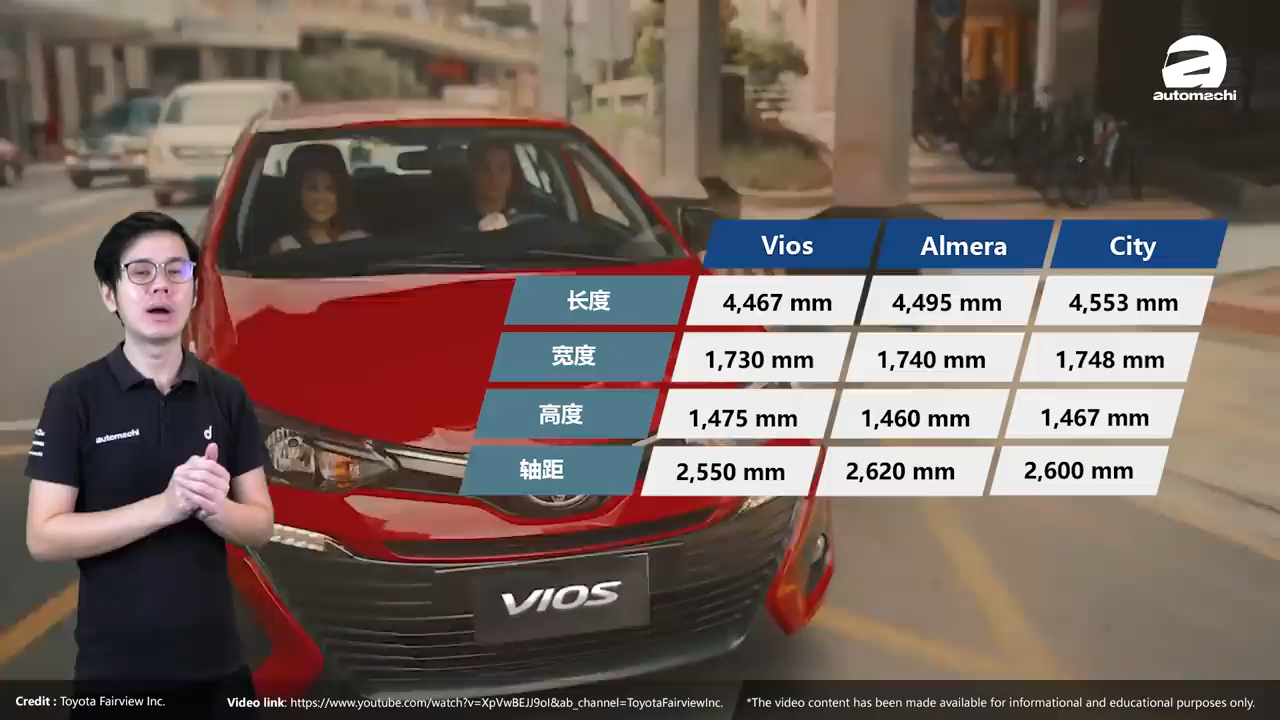 automachi
Vios Almera City
长度 4,467 mm 4,495 mm 4,553 mm
宽度 1,730 mm 1,740 mm 1,748 mm
高度 1,475 mm 1,460 mm 1,467 mm
轴距 2,550 mm 2,620 mm 2,600 mm
automachi
VIOS
Credit : Toyota Fairview Inc.
Video link: https://www.youtube.com/watch?v=XpVwBEJJ9oI&ab_channel=ToyotaFairviewInc.
*The video content has been made available for informational and educational purposes only.